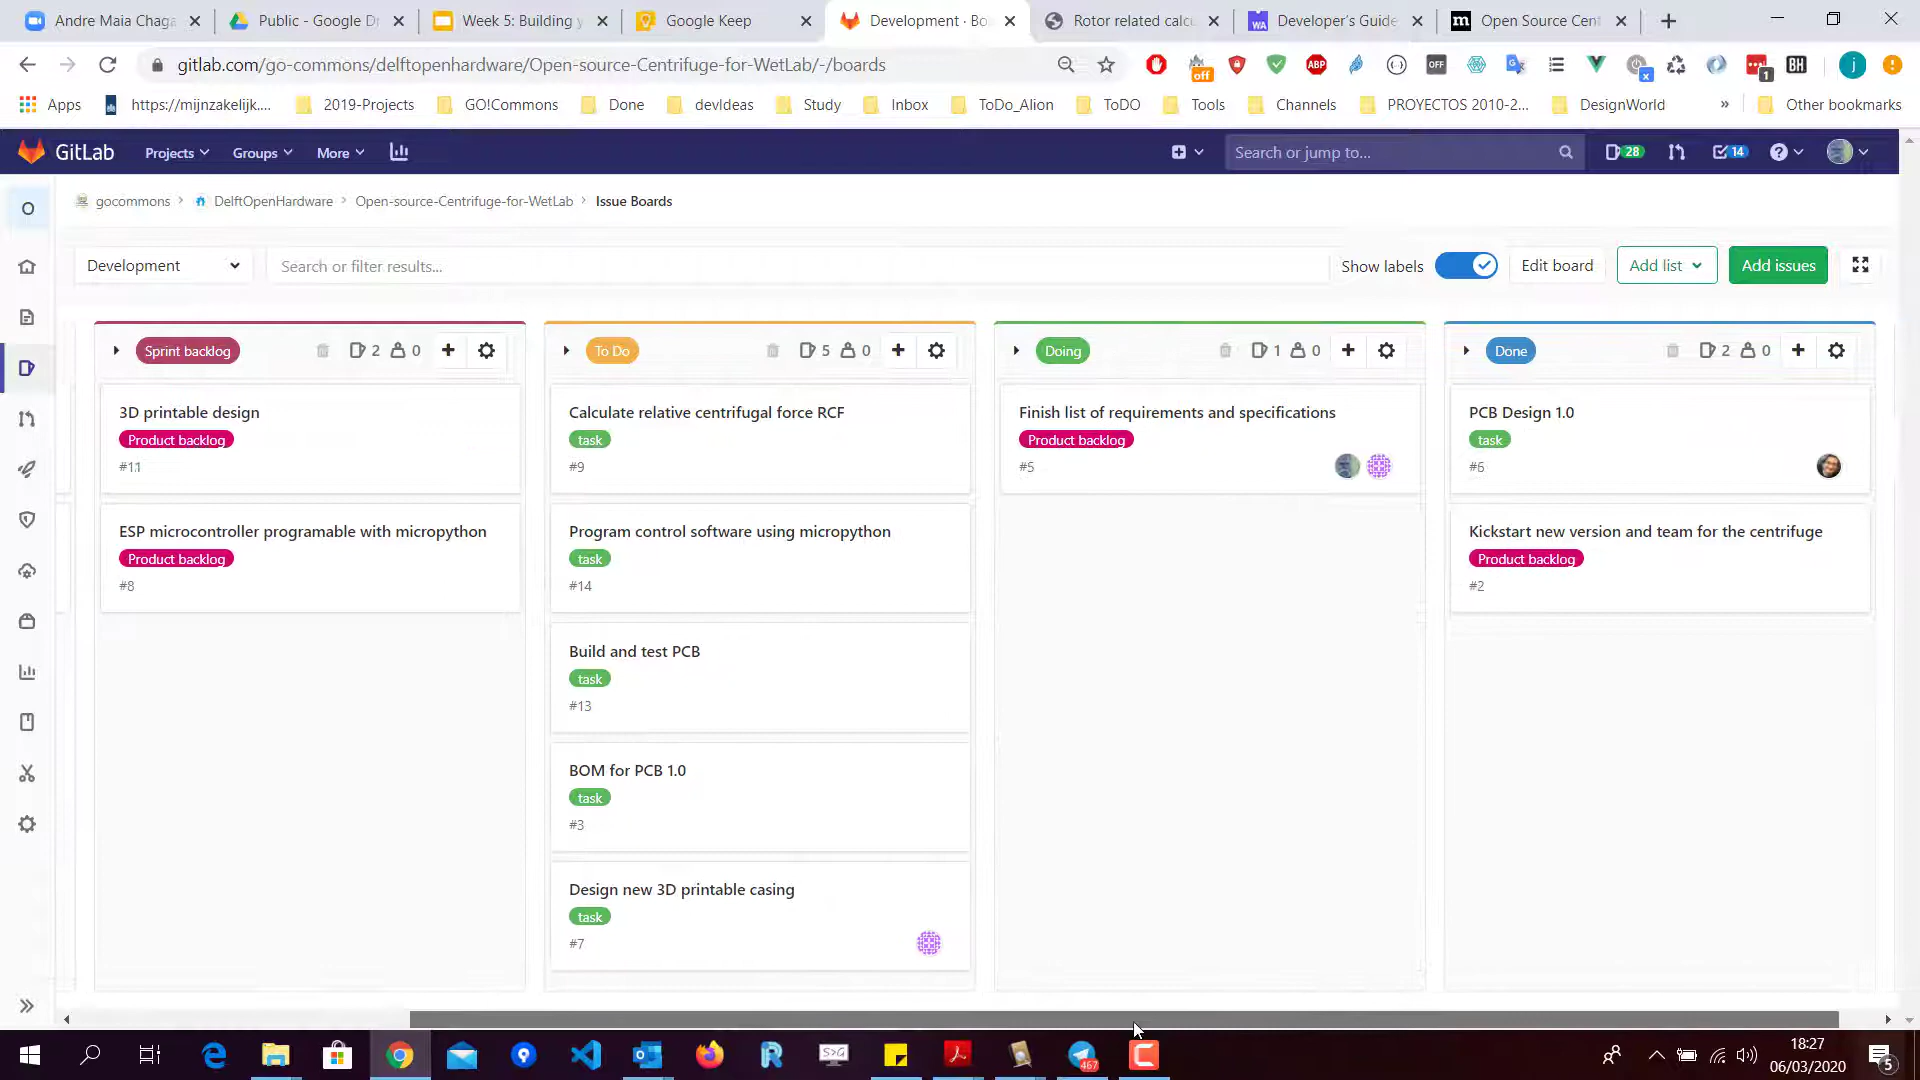 Andre Maia Chaga
Public - Google Dr
Week 5: Building y
Google Keep
Development · Bo
Rotor related calcu
Developer's Guide
Open Source Cent
gitlab.com/go-commons/delftopenhardware/Open-source-Centrifuge-for-WetLab/-/boards
off
ABP
OFF
x
1
BH
j
Apps
https://mijnzakelijk....
2019-Projects
GO!Commons
Done
devIdeas
Study
Inbox
ToDo_Alion
ToDO
Tools
Channels
PROYECTOS 2010-2...
DesignWorld
»
Other bookmarks
GitLab
Projects
Groups
More
Search or jump to...
28
14
O
gocommons
DelftOpenHardware
Open-source-Centrifuge-for-WetLab
Issue Boards
Development
Search or filter results...
Show labels
Edit board
Add list
Add issues
Sprint backlog
2
0
To Do
5
0
Doing
1
0
Done
2
0
3D printable design
Product backlog
#11
ESP microcontroller programable with micropython
Product backlog
#8
Calculate relative centrifugal force RCF
task
#9
Program control software using micropython
task
#14
Build and test PCB
task
#13
BOM for PCB 1.0
task
#3
Design new 3D printable casing
task
#7
Finish list of requirements and specifications
Product backlog
#5
PCB Design 1.0
task
#6
Kickstart new version and team for the centrifuge
Product backlog
#2
467
18:27
06/03/2020
5